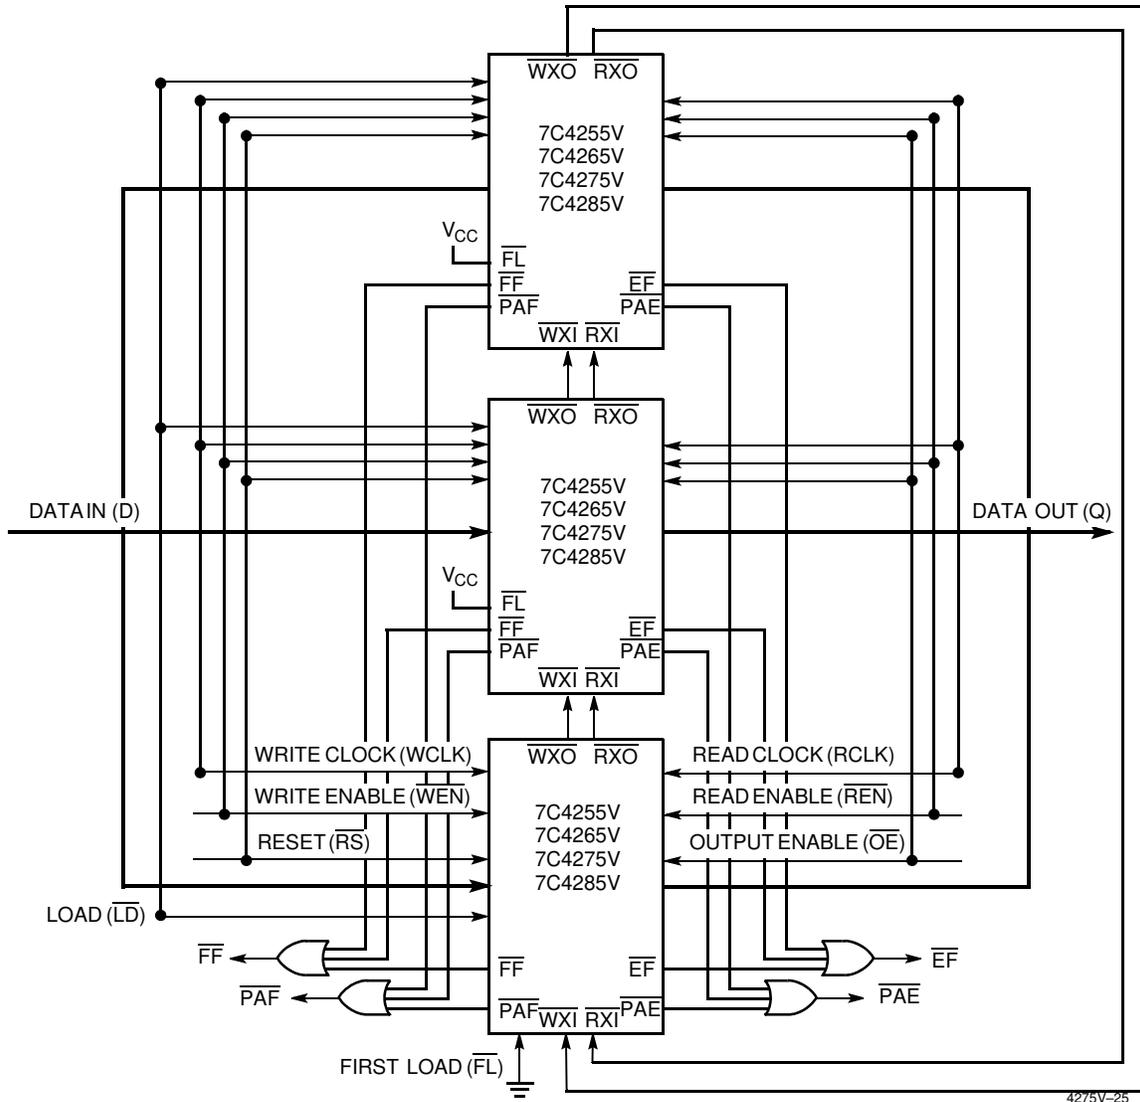 WXO RXO
7C4255V
7C4265V
7C4275V
7C4285V
VCC
FL
FF EF
PAF PAE
WXI RXI
WXO RXO
7C4255V
7C4265V
7C4275V
7C4285V
DATAIN (D)
DATA OUT (Q)
VCC
FL
FF EF
PAF PAE
WXI RXI
WXO RXO
WRITE CLOCK (WCLK)
READ CLOCK (RCLK)
WRITE ENABLE (WEN)
READ ENABLE (REN)
7C4255V
7C4265V
7C4275V
7C4285V
RESET (RS)
OUTPUT ENABLE (OE)
LOAD (LD)
FF FF EF EF
PAF PAF PAE PAE
WXI RXI
FIRST LOAD (FL)
4275V–25